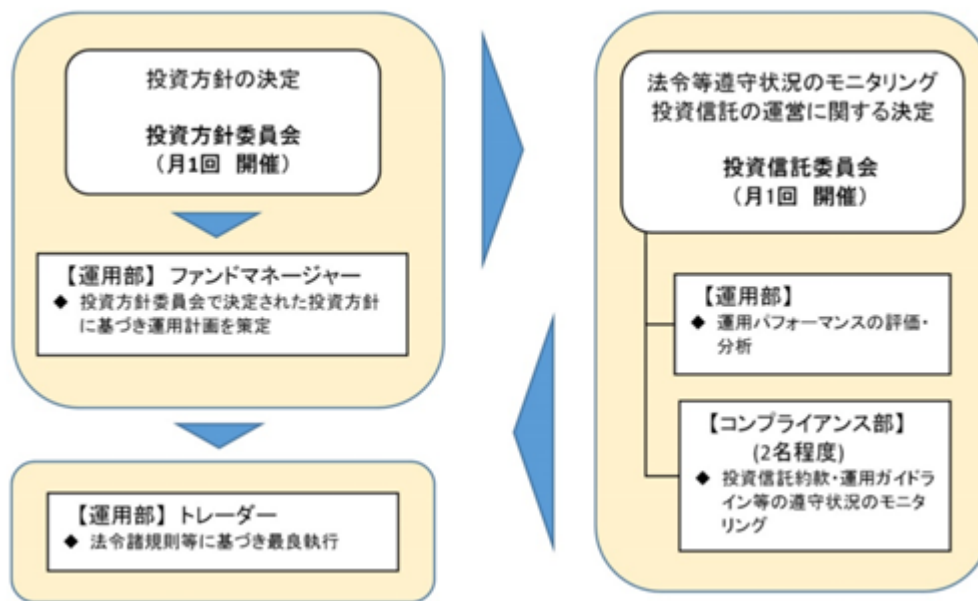 投資方針の決定
投資方針委員会
（月1回　開催）
【運用部】ファンドマネージャー
◆ 投資方針委員会で決定された投資方針
に基づき運用計画を策定
【運用部】トレーダー
◆ 法令諸規則等に基づき最良執行
法令等遵守状況のモニタリング
投資信託の運営に関する決定
投資信託委員会
（月1回　開催）
【運用部】
◆ 運用パフォーマンスの評価・
分析
【コンプライアンス部】
(2名程度)
◆ 投資信託約款・運用ガイドラ
イン等の遵守状況のモニタ
リング